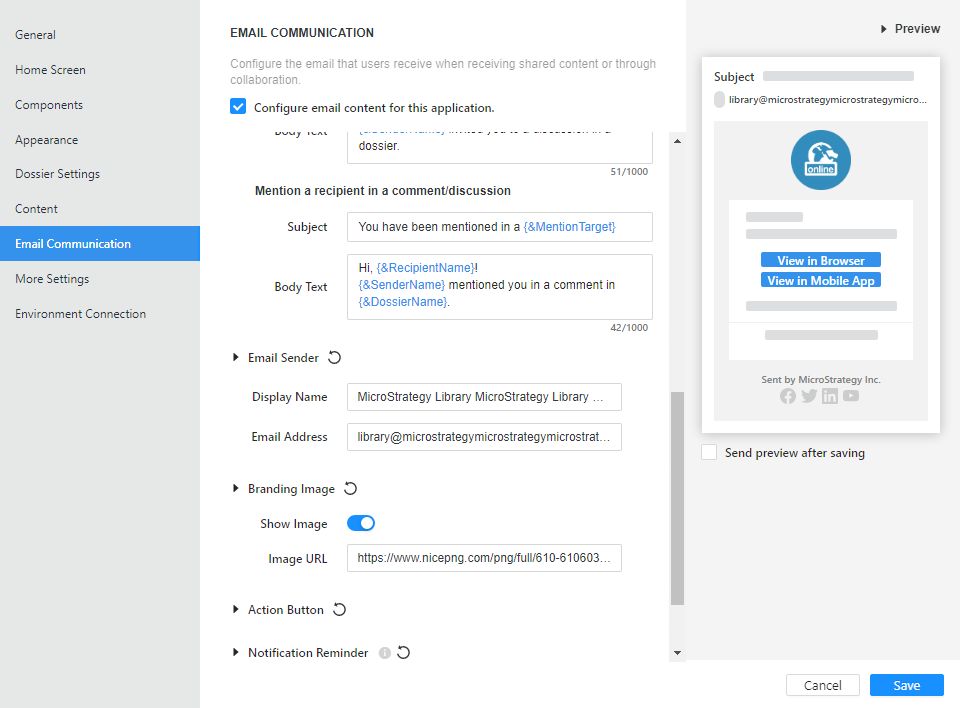 General
Home Screen
Components
Appearance
Dossier Settings
Content
Email Communication
More Settings
Environment Connection
EMAIL COMMUNICATION
Configure the email that users receive when receiving shared content or through
collaboration.
Configure email content for this application.
Body Text
{&SenderName} invited you to a discussion in a
dossier.
51/1000
Mention a recipient in a comment/discussion
Subject
You have been mentioned in a {&MentionTarget}
Body Text
Hi, {&RecipientName}!
{&SenderName} mentioned you in a comment in
{&DossierName}.
42/1000
Email Sender
Display Name
MicroStrategy Library MicroStrategy Library ...
Email Address
library@microstrategymicrostrategymicrostrat...
Branding Image
Show Image
Image URL
https://www.nicepng.com/png/full/610-610603...
Action Button
Notification Reminder
Preview
Subject
library@microstrategymicrostrategymicro...
online
View in Browser
View in Mobile App
Sent by MicroStrategy Inc.
Send preview after saving
Cancel
Save